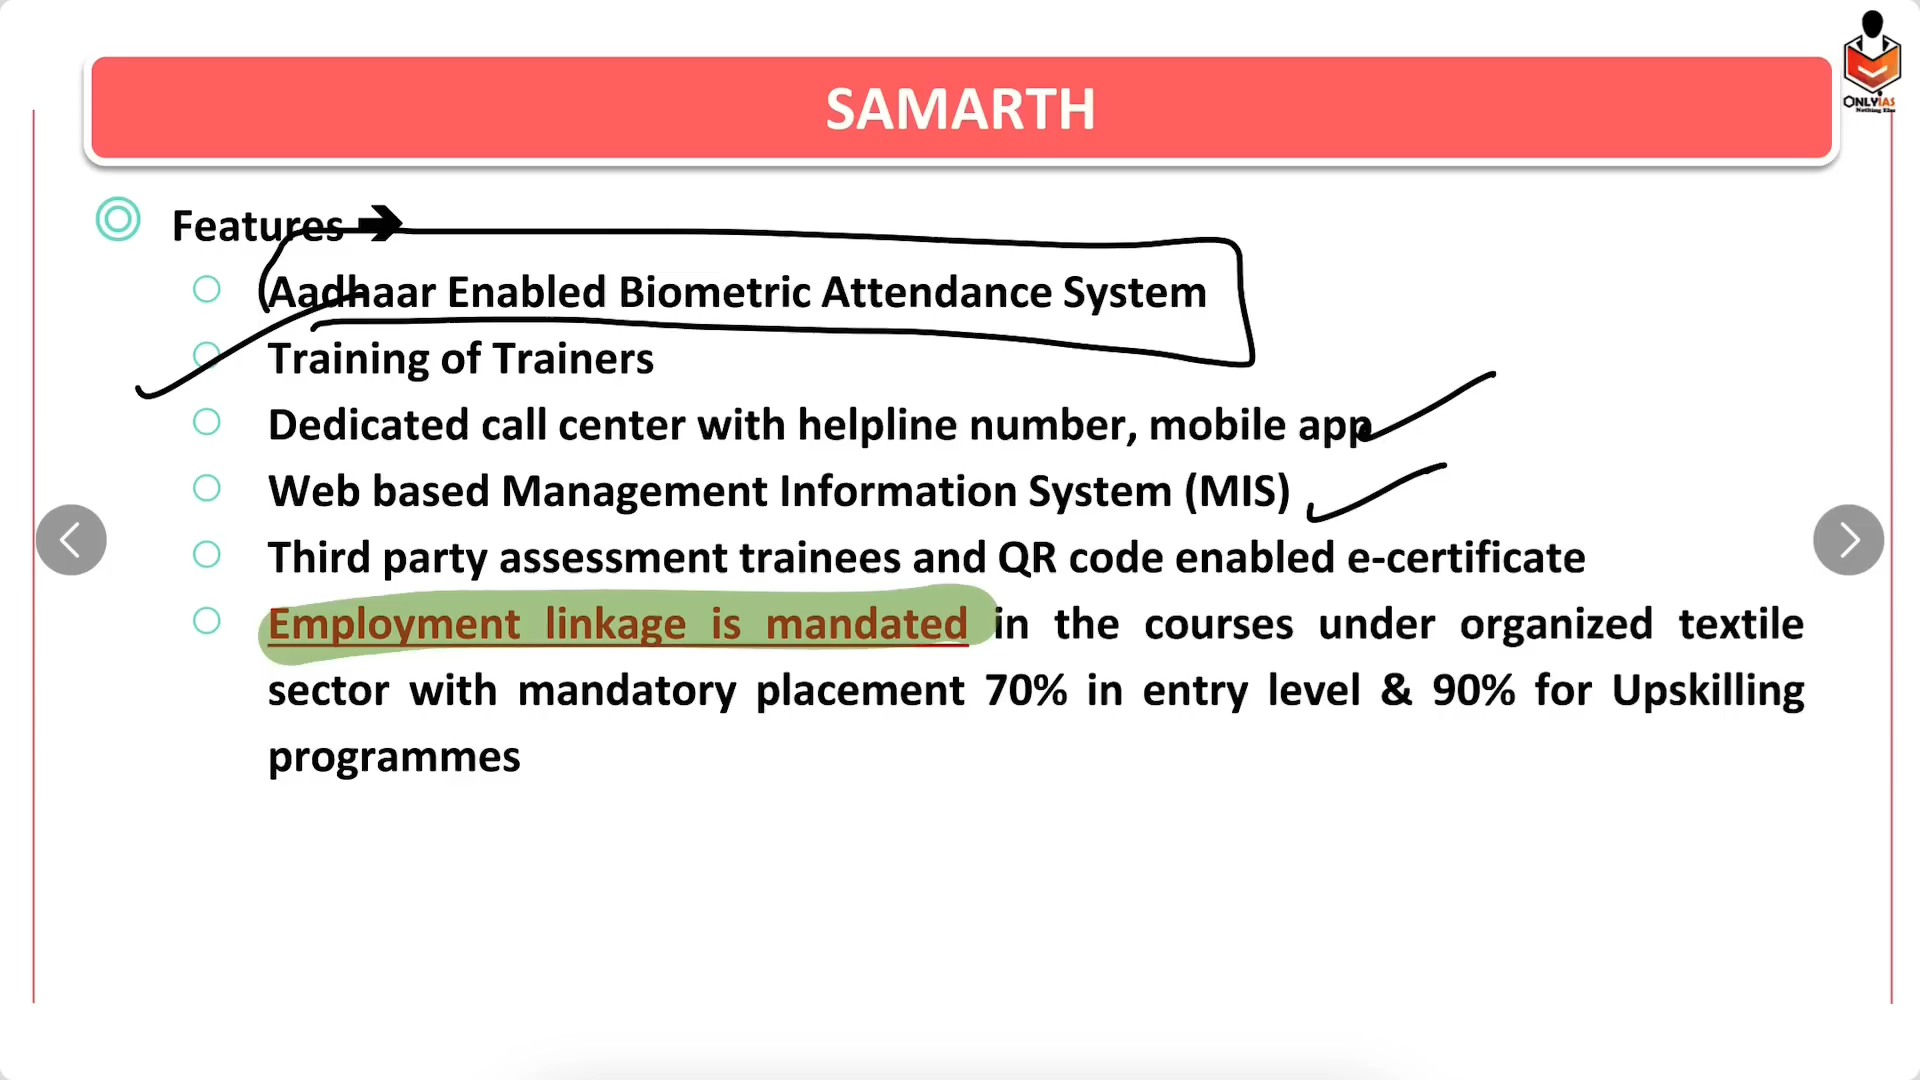 SAMARTH
ONLYIAS
Nothing Else
Features ➔
Aadhaar Enabled Biometric Attendance System
Training of Trainers
Dedicated call center with helpline number, mobile app
Web based Management Information System (MIS)
Third party assessment trainees and QR code enabled e-certificate
Employment linkage is mandated in the courses under organized textile
sector with mandatory placement 70% in entry level & 90% for Upskilling
programmes